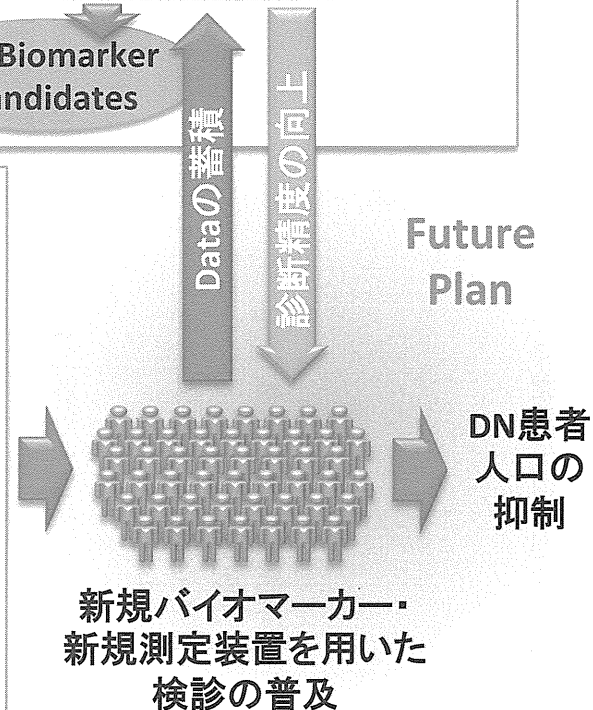 Biomarker
andidates
Dataの蓄積
診断精度の向上
Future
Plan
DN患者
人口の
抑制
新規バイオマーカー・
新規測定装置を用いた
検診の普及